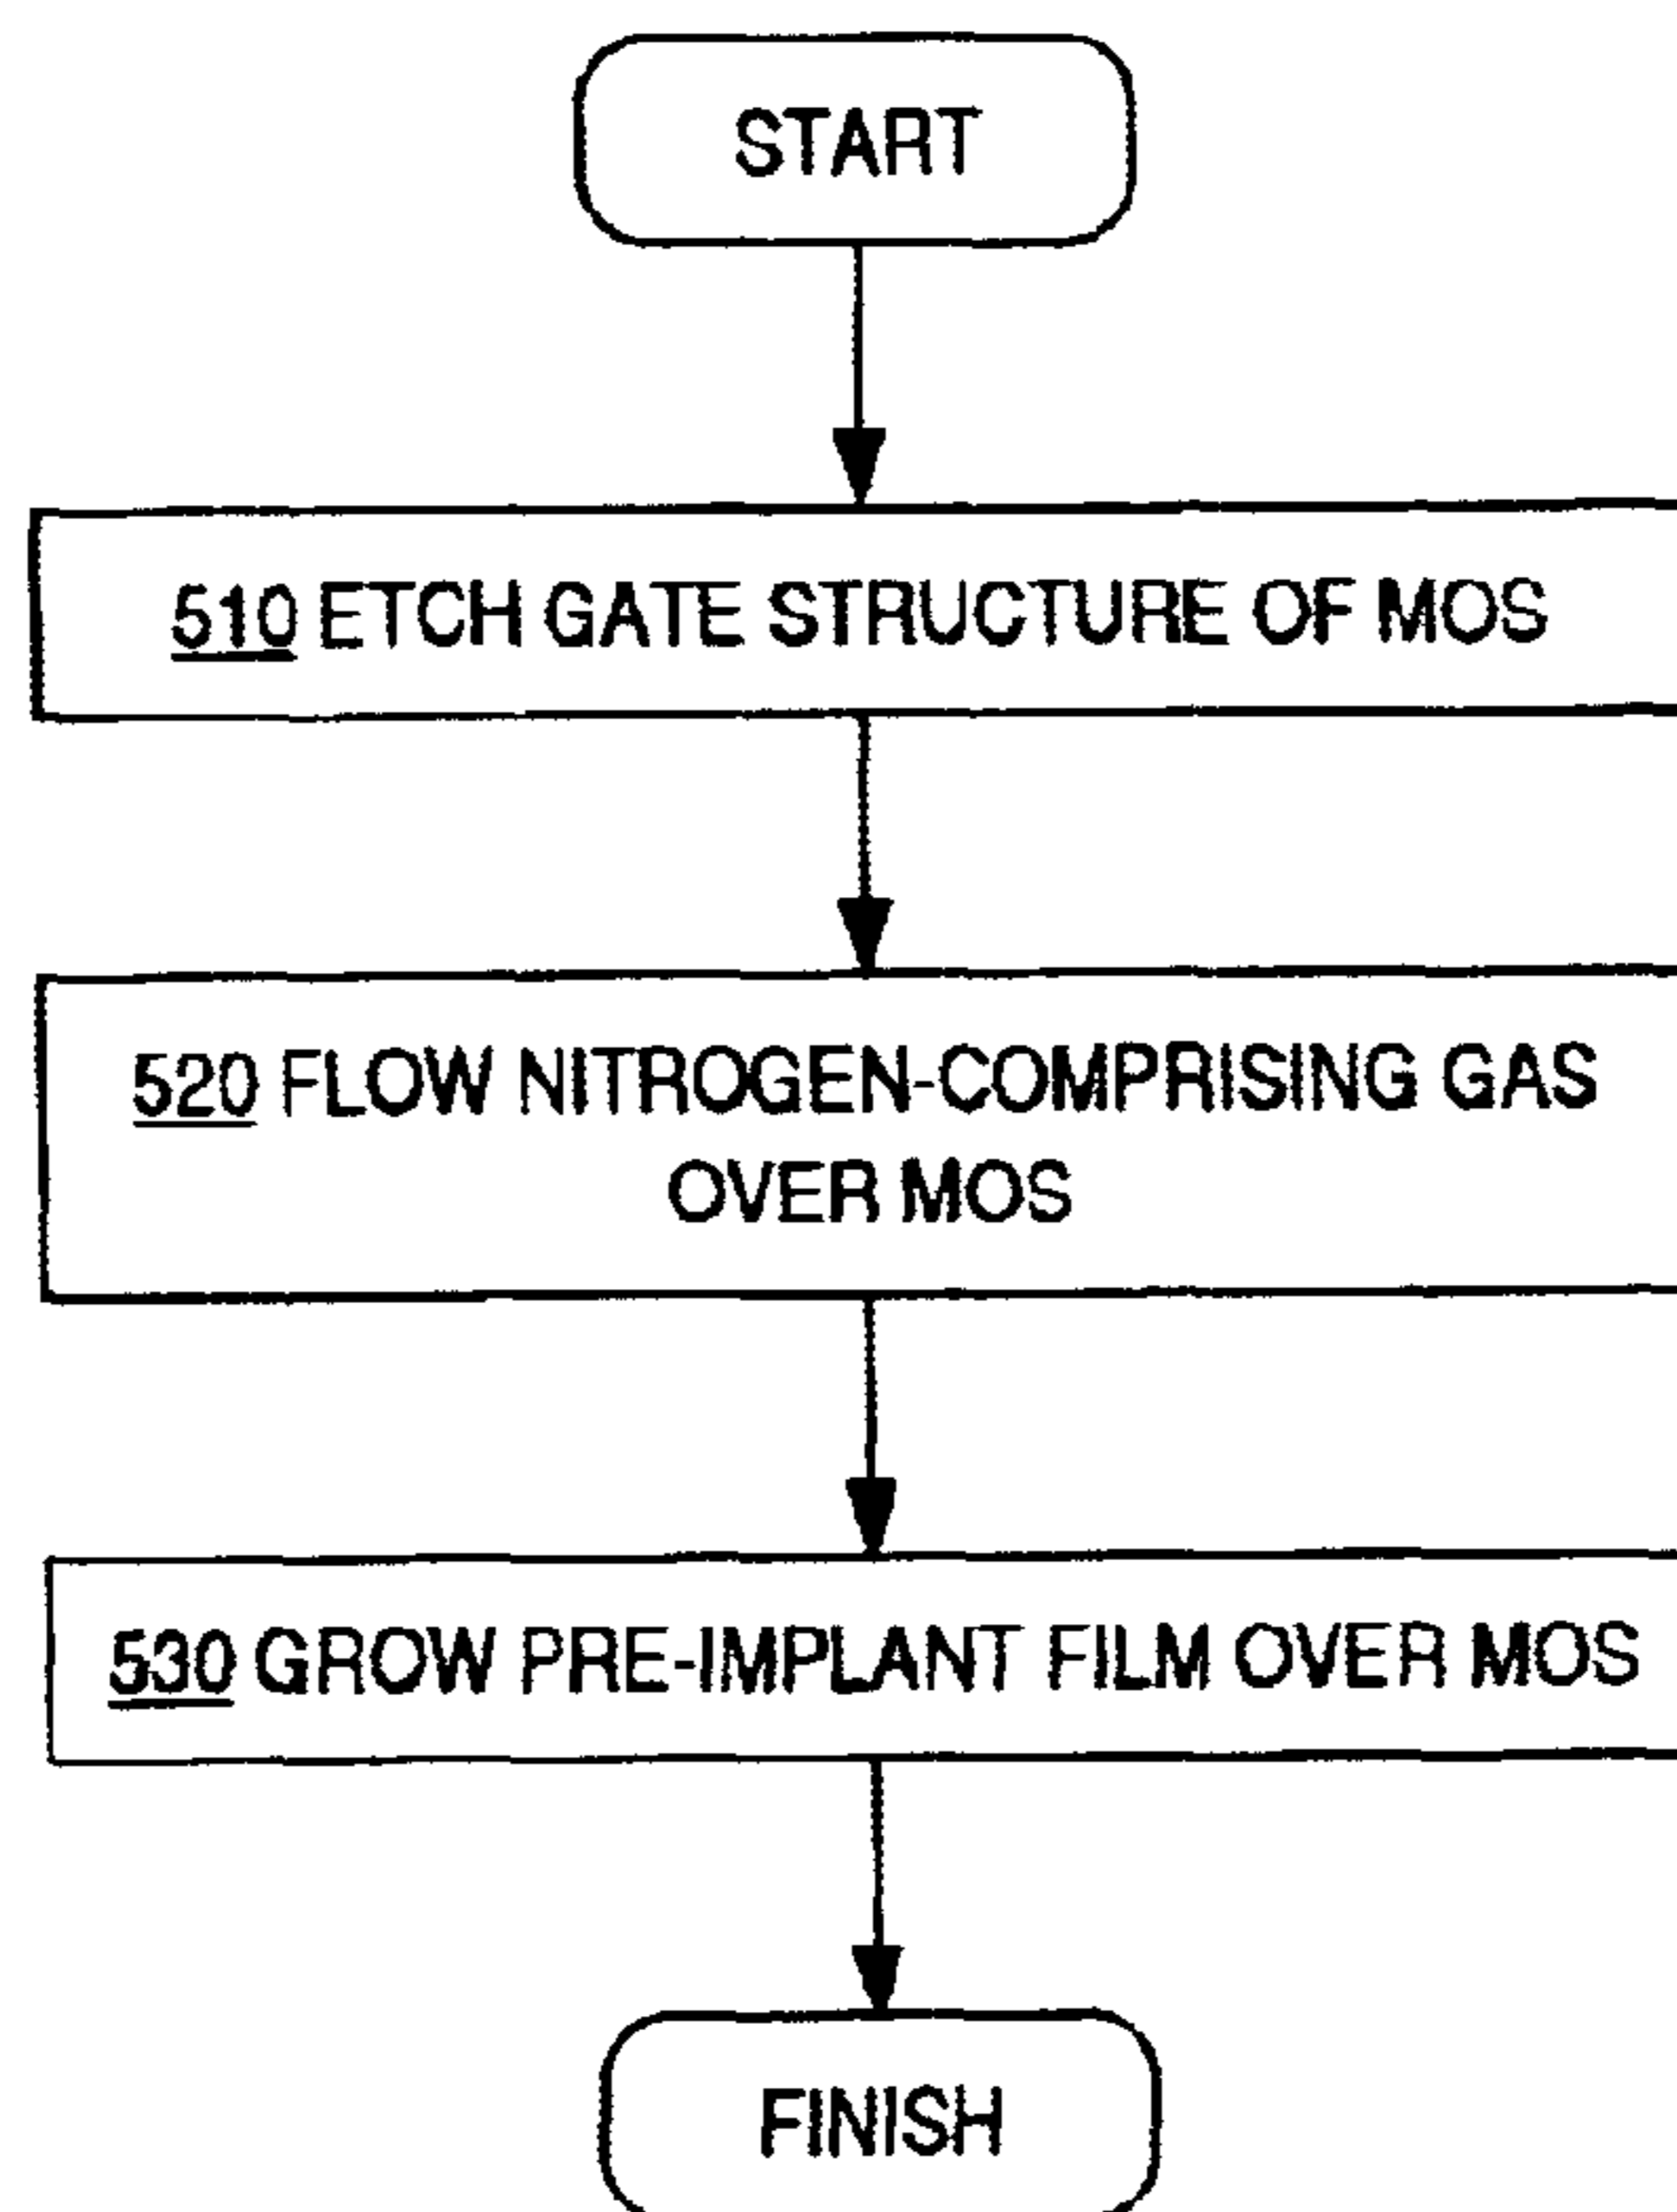 START
510 ETCH GATE STRUCTURE OF MOS
520 FLOW NITROGEN-COMPRISING GAS
OVER MOS
530 GROW PRE-IMPLANT FILM OVER MOS
FINISH